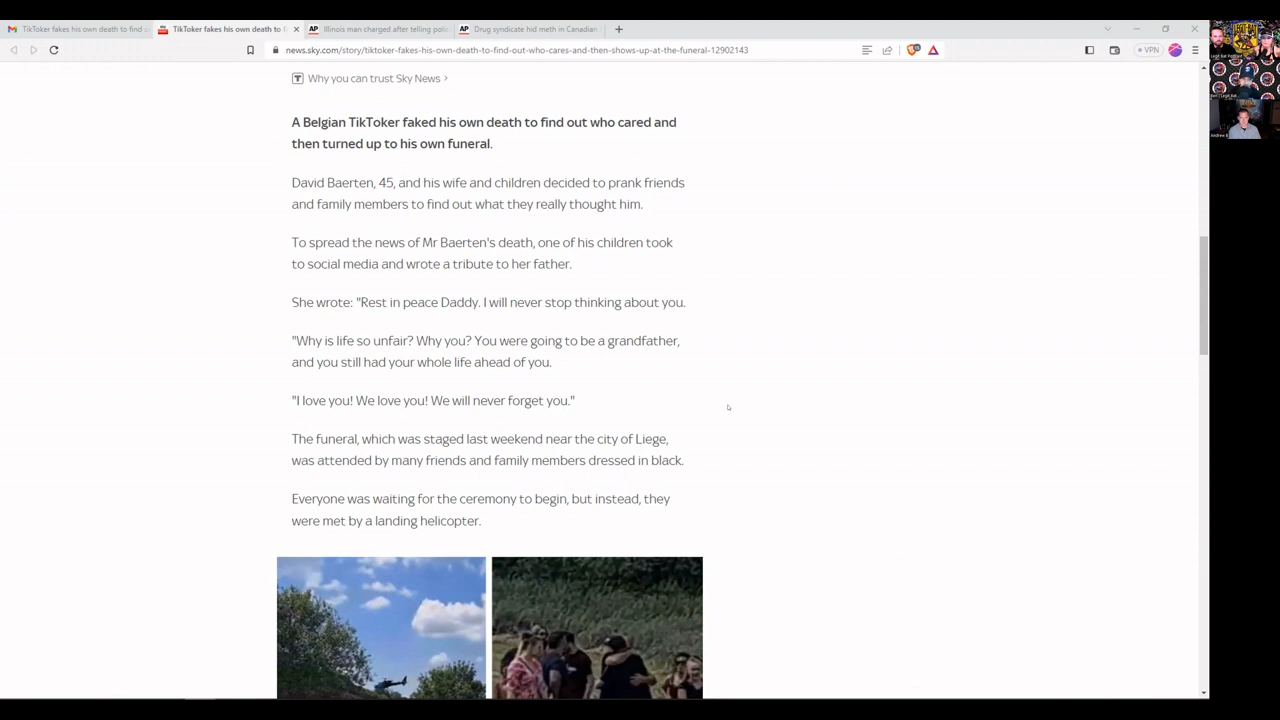 TikTok fakes his own death to find
TikToker fakes his own death to f
Illinois man charged after telling poli
Drug syndicate hid meth in Canadian
news.sky.com/story/tiktoker-fakes-his-own-death-to-find-out-who-cares-and-then-shows-up-at-the-funeral-12902143
VPN
Why you can trust Sky News >
A Belgian TikToker faked his own death to find out who cared and
then turned up to his own funeral.
David Baerten, 45, and his wife and children decided to prank friends
and family members to find out what they really thought him.
To spread the news of Mr Baerten's death, one of his children took
to social media and wrote a tribute to her father.
She wrote: "Rest in peace Daddy. I will never stop thinking about you.
"Why is life so unfair? Why you? You were going to be a grandfather,
and you still had your whole life ahead of you.
"I love you! We love you! We will never forget you."
The funeral, which was staged last weekend near the city of Liege,
was attended by many friends and family members dressed in black.
Everyone was waiting for the ceremony to begin, but instead, they
were met by a landing helicopter.